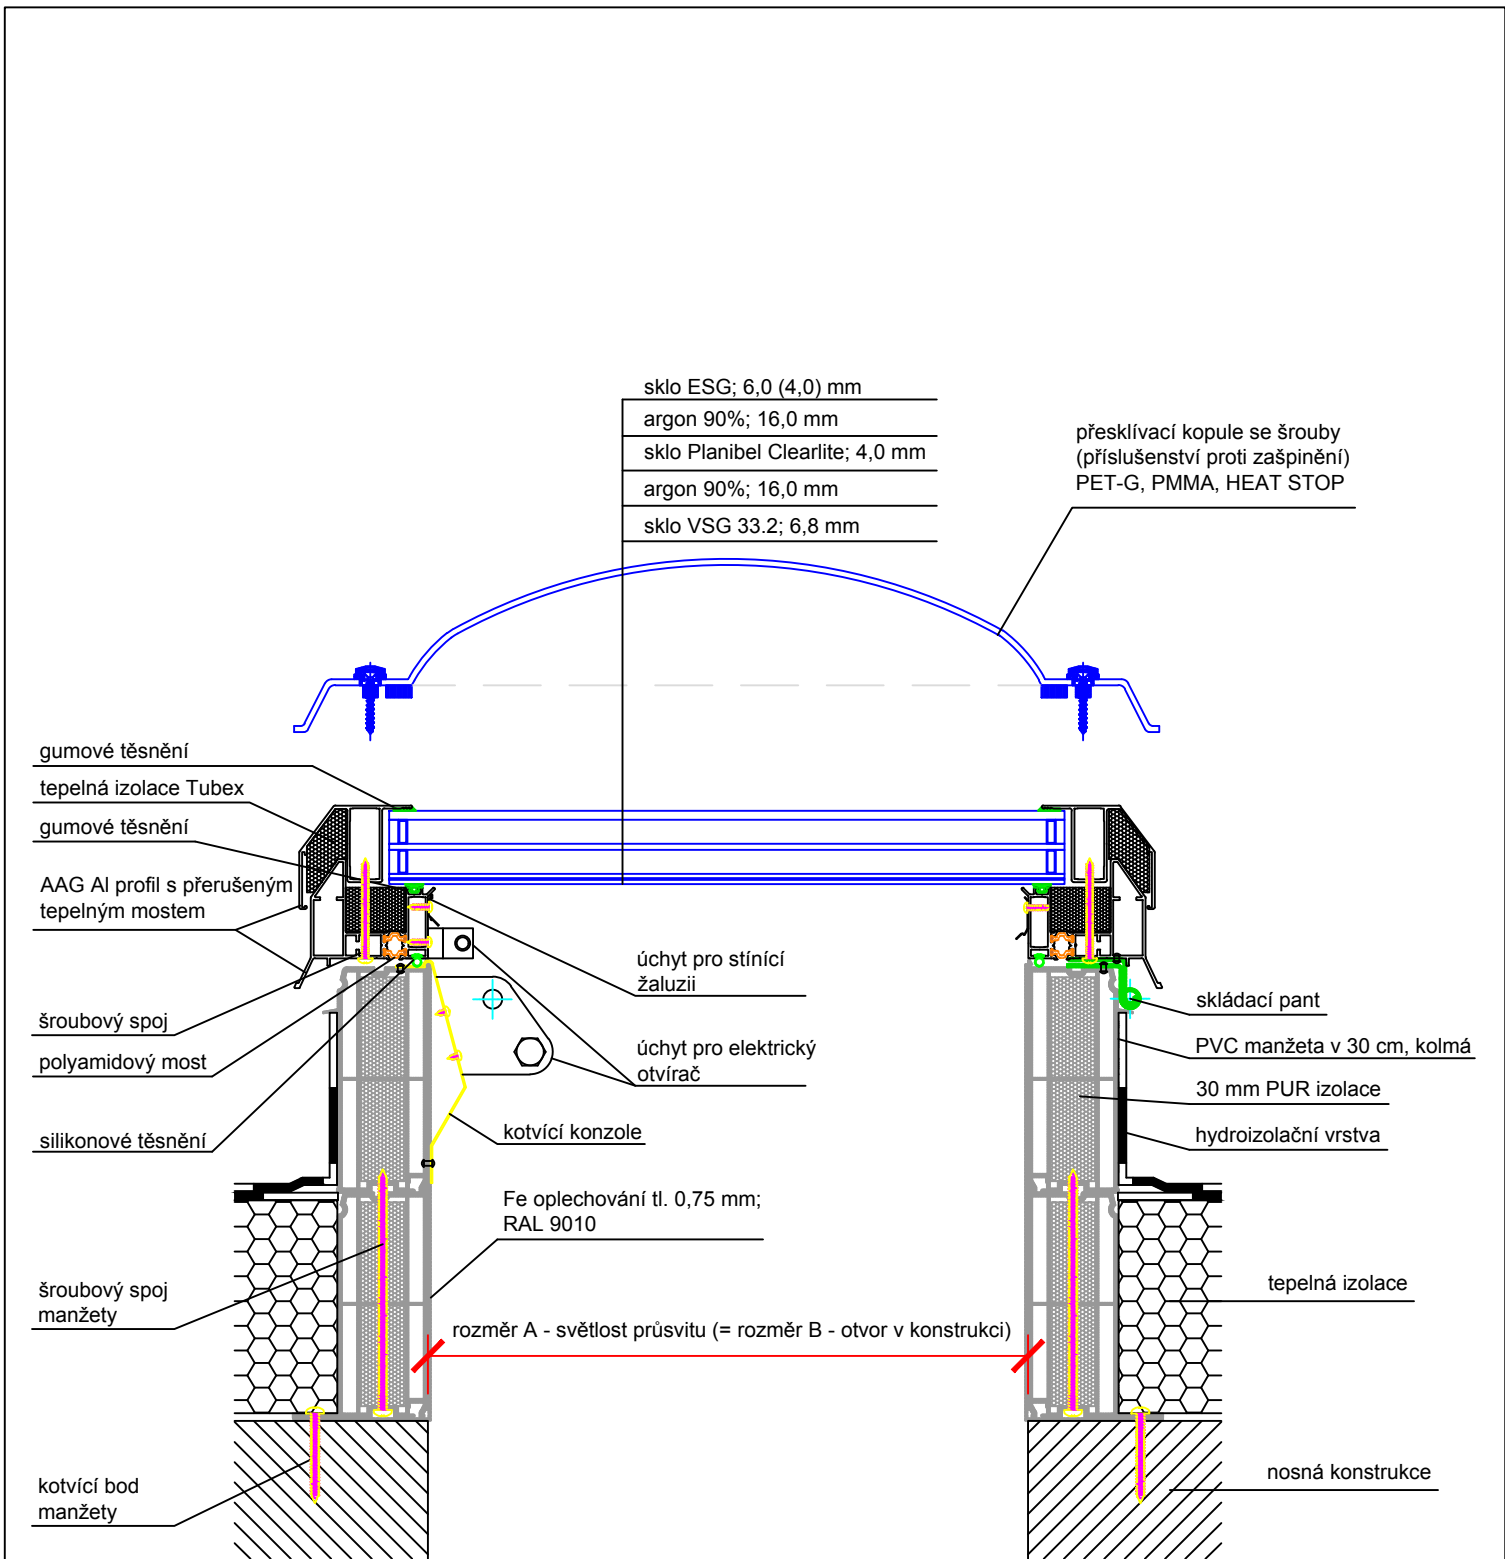 sklo ESG; 6,0 (4,0) mm
argon 90%; 16,0 mm
sklo Planibel Clearlite; 4,0 mm
argon 90%; 16,0 mm
sklo VSG 33.2; 6,8 mm
přesklívací kopule se šrouby
(příslušenství proti zašpinění)
PET-G, PMMA, HEAT STOP
gumové těsnění
tepelná izolace Tubex
gumové těsnění
AAG Al profil s přerušeným
tepelným mostem
šroubový spoj
polyamidový most
silikonové těsnění
šroubový spoj
manžety
kotvící bod
manžety
úchyt pro stínící
žaluzii
úchyt pro elektrický
otvírač
kotvící konzole
Fe oplechování tl. 0,75 mm;
RAL 9010
rozměr A - světlost průsvitu (= rozměr B - otvor v konstrukci)
skládací pant
PVC manžeta v 30 cm, kolmá
30 mm PUR izolace
hydroizolační vrstva
tepelná izolace
nosná konstrukce